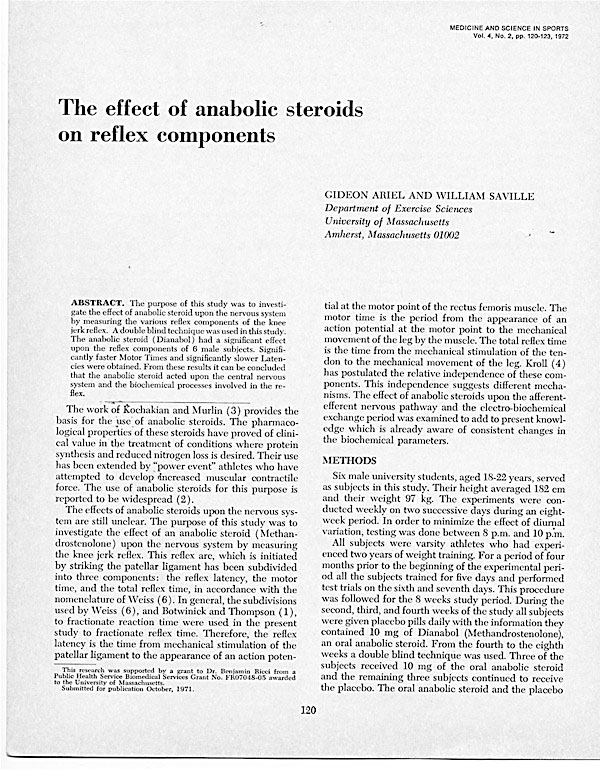 MEDICINE AND SCIENCE IN SPORTS
Vol. 4, No. 2, pp. 120-123, 1972
The effect of anabolic steroids
on reflex components
GIDEON ARIEL AND WILLIAM SAVILLE
Department of Exercise Sciences
University of Massachusetts
Amherst, Massachusetts 01002
ABSTRACT. The purpose of this study was to investi-
gate the effect of anabolic steroid upon the nervous system
by measuring the various reflex components of the knee
jerk reflex. A double blind technique was used in this study.
The anabolic steroid (Dianabol) had a significant effect
upon the reflex components of 6 male subjects. Signifi-
cantly faster Motor Times and significantly slower Laten-
cies were obtained. From these results it can be concluded
that the anabolic steroid acted upon the central nervous
system and the biochemical processes involved in the re-
flex.
The work of Kochakian and Murlin (3) provides the
basis for the use of anabolic steroids. The pharmaco-
logical properties of these steroids have proved of clini-
cal value in the treatment of conditions where protein
synthesis and reduced nitrogen loss is desired. Their use
has been extended by "power event" athletes who have
attempted to develop increased muscular contractile
force. The use of anabolic steroids for this purpose is
reported to be widespread (2).
The effects of anabolic steroids upon the nervous sys-
tem are still unclear. The purpose of this study was to
investigate the effect of an anabolic steroid (Methan-
drostenolone) upon the nervous system by measuring
the knee jerk reflex. This reflex arc, which is initiated
by striking the patellar ligament has been subdivided
into three components: the reflex latency, the motor
time, and the total reflex time, in accordance with the
nomenclature of Weiss (6). In general, the subdivisions
used by Weiss (6), and Botwinick and Thompson (1),
to fractionate reaction time were used in the present
study to fractionate reflex time. Therefore, the reflex
latency is the time from mechanical stimulation of the
patellar ligament to the appearance of an action poten-
This research was supported by a grant to Dr. Benjamin Ricci from a
Public Health Service Biomedical Services Grant No. FR07048-05 awarded
to the University of Massachusetts.
Submitted for publication October, 1971.
tial at the motor point of the rectus femoris muscle. The
motor time is the period from the appearance of an
action potential at the motor point to the mechanical
movement of the leg by the muscle. The total reflex time
is the time from the mechanical stimulation of the ten-
don to the mechanical movement of the leg. Kroll (4)
has postulated the relative independence of these com-
ponents. This independence suggests different mecha-
nisms. The effect of anabolic steroids upon the afferent-
efferent nervous pathway and the electro-biochemical
exchange period was examined to add to present knowl-
edge which is already aware of consistent changes in
the biochemical parameters.
METHODS
Six male university students, aged 18-22 years, served
as subjects in this study. Their height averaged 182 cm
and their weight 97 kg. The experiments were con-
ducted weekly on two successive days during an eight-
week period. In order to minimize the effect of diurnal
variation, testing was done between 8 p.m. and 10 p.m.
All subjects were varsity athletes who had experi-
enced two years of weight training. For a period of four
months prior to the beginning of the experimental peri-
od all the subjects trained for five days and performed
test trials on the sixth and seventh days. This procedure
was followed for the 8 weeks study period. During the
second, third, and fourth weeks of the study all subjects
were given placebo pills daily with the information they
contained 10 mg of Dianabol (Methandrostenolone),
an oral anabolic steroid. From the fourth to the eighth
weeks a double blind technique was used. Three of the
subjects received 10 mg of the oral anabolic steroid
and the remaining three subjects continued to receive
the placebo. The oral anabolic steroid and the placebo
120